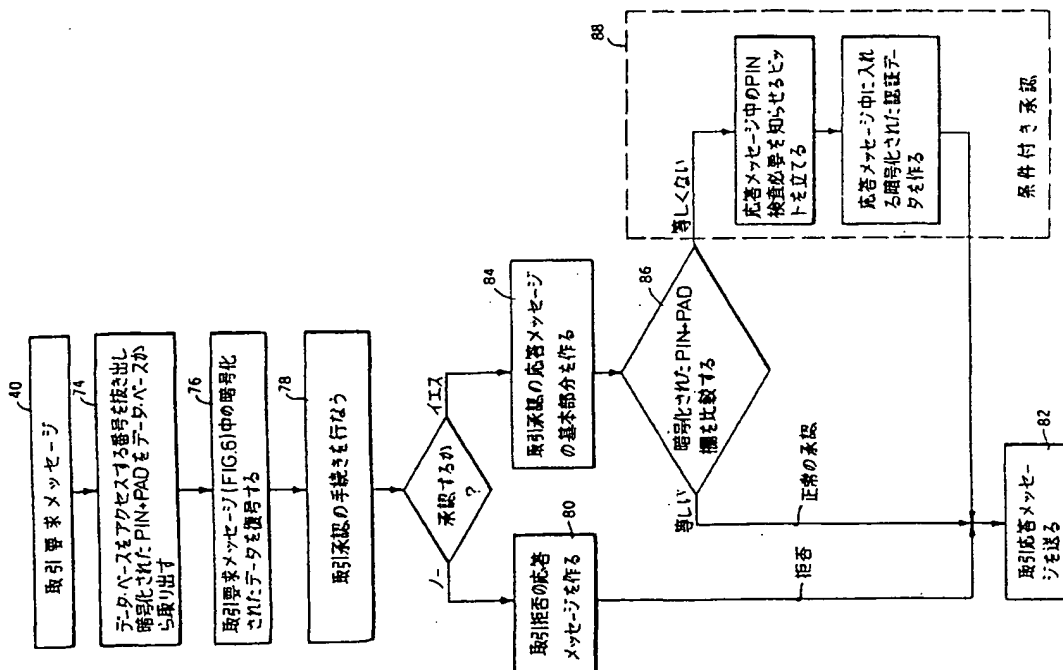 40
取引要求メッセージ
74
データ・ベースをアクセスする番号を抜き出し
暗号化されたPIN+PADをデータ・ベースか
ら取り出す
76
取引要求メッセージ(FIG.6)中の暗号化
されたデータを復号する
78
取引承認の手続きを行なう
承認するか
?
ノー
イエス
80
取引拒否の応答
メッセージを作る
84
取引承認の応答メッセージ
の基本部分を作る
86
暗号化されたPIN+PAD
欄を比較する
等しい
等しくない
88
応答メッセージ中のPIN
検査必要を知らせるビッ
トを立てる
応答メッセージ中に入れ
る暗号化された認証デー
タを作る
条件付き承認
拒否
正常の承認
82
取引応答メッセー
ジを送る